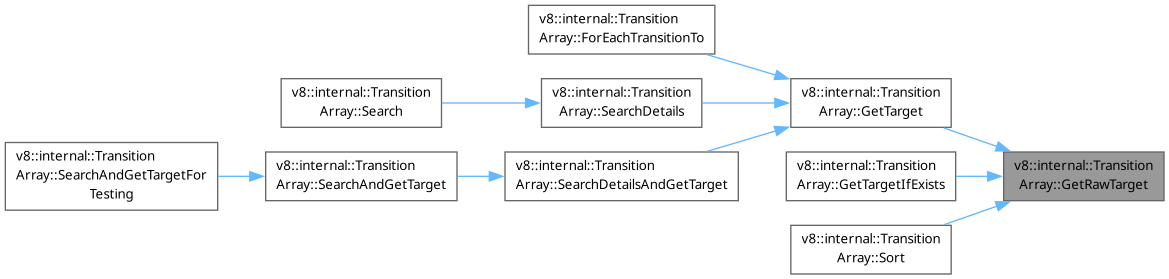 v8::internal::Transition
Array::ForEachTransitionTo
v8::internal::Transition
Array::Search
v8::internal::Transition
Array::SearchDetails
v8::internal::Transition
Array::GetTarget
v8::internal::Transition
Array::SearchAndGetTargetFor
Testing
v8::internal::Transition
Array::SearchAndGetTarget
v8::internal::Transition
Array::SearchDetailsAndGetTarget
v8::internal::Transition
Array::GetTargetIfExists
v8::internal::Transition
Array::GetRawTarget
v8::internal::Transition
Array::Sort